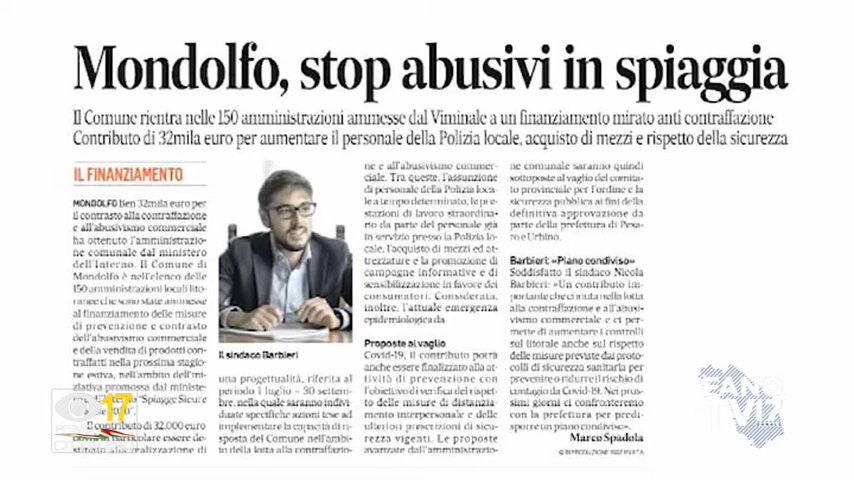 Mondolfo, stop abusivi in spiaggia
Il Comune rientra nelle 150 amministrazioni ammesse dal Viminale a un finanziamento mirato anti contraffazione
Contributo di 32mila euro per aumentare il personale della Polizia locale, acquisto di mezzi e rispetto della sicurezza
IL FINANZIAMENTO
MONDOLFO Ben 32mila euro per
il contrasto alla contraffazione
e all'abusivismo commerciale
ha ottenuto l'amministrazio-
ne comunale dal ministero
dell'Interno. Il Comune di
Mondolfo è nell'elenco delle
150 amministrazioni locali lito-
ranee che sono state ammesse
al finanziamento delle misure
di prevenzione e contrasto
dell'abusivismo commerciale
e della vendita di prodotti con-
traffatti nella prossima stagio-
ne estiva, nell'ambito dell'ini-
ziativa promossa dal ministe-
"Spiagge Sicure
Il contributo di 32.000 euro
particolare essere de-
stinato alla realizzazione di
Il sindaco Barbieri
una progettualità, riferita al
periodo 1 luglio - 30 settem-
bre, nella quale saranno indivi-
duate specifiche azioni tese ad
implementare la capacità di ri-
sposta del Comune nell'ambi-
to della lotta alla contraffazio-
ne e all'abusivismo commer-
ciale. Tra queste, l'assunzione
di personale della Polizia loca-
le a tempo determinato, le pre-
stazioni di lavoro straordina-
rio da parte del personale già
in servizio presso la Polizia lo-
cale, l'acquisto di mezzi ed at-
trezzature e la promozione di
campagne informative e di
sensibilizzazione in favore dei
consumatori. Considerata,
inoltre, l'attuale emergenza
epidemiologica da
Proposte al vaglio
Covid-19, il contributo potrà
anche essere finalizzato alla at-
tività di prevenzione con
l'obiettivo di verifica del rispet-
to delle misure di distanzia-
mento interpersonale e delle
ulteriori prescrizioni di sicu-
rezza vigenti. Le proposte
avanzate dall'amministrazio-
ne comunale saranno quindi
sottoposte al vaglio del comita-
to provinciale per l'ordine e la
sicurezza pubblica ai fini della
definitiva approvazione da
parte della prefettura di Pesa-
ro e Urbino.
Barbieri: «Piano condiviso»
Soddisfatto il sindaco Nicola
Barbieri: «Un contributo im-
portante che ci aiuta nella lotta
alla contraffazione e all'abusi-
vismo commerciale e ci per-
mette di aumentare i controlli
sul litorale anche sul rispetto
delle misure previste dai proto-
colli di sicurezza sanitaria per
prevenire o ridurre il rischio di
contagio da Covid-19. Nei pros-
simi giorni ci confronteremo
con la prefettura per predi-
sporre un piano condiviso».
Marco Spadola
© RIPRODUZIONE RISERVATA
17
FANO
TV17